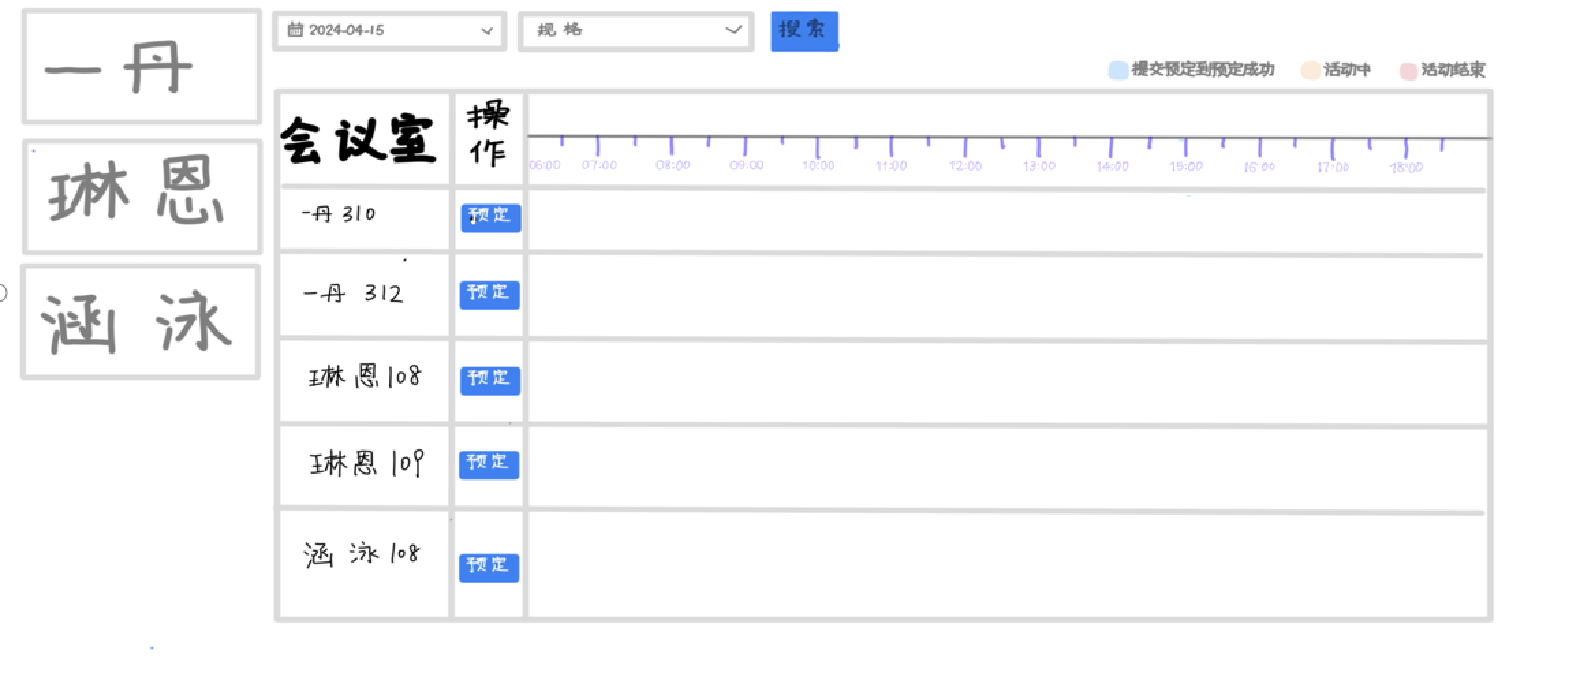 一丹
琳恩
涵泳
2024-04-15
规格
搜索
提交预定到预定成功
活动中
活动结束
会议室
操作
06:00 07:00 08:00 09:00 10:00 11:00 12:00 13:00 14:00 15:00 16:00 17:00 18:00
一丹 310 预定
一丹 312 预定
琳恩 108 预定
琳恩 109 预定
涵泳 108 预定